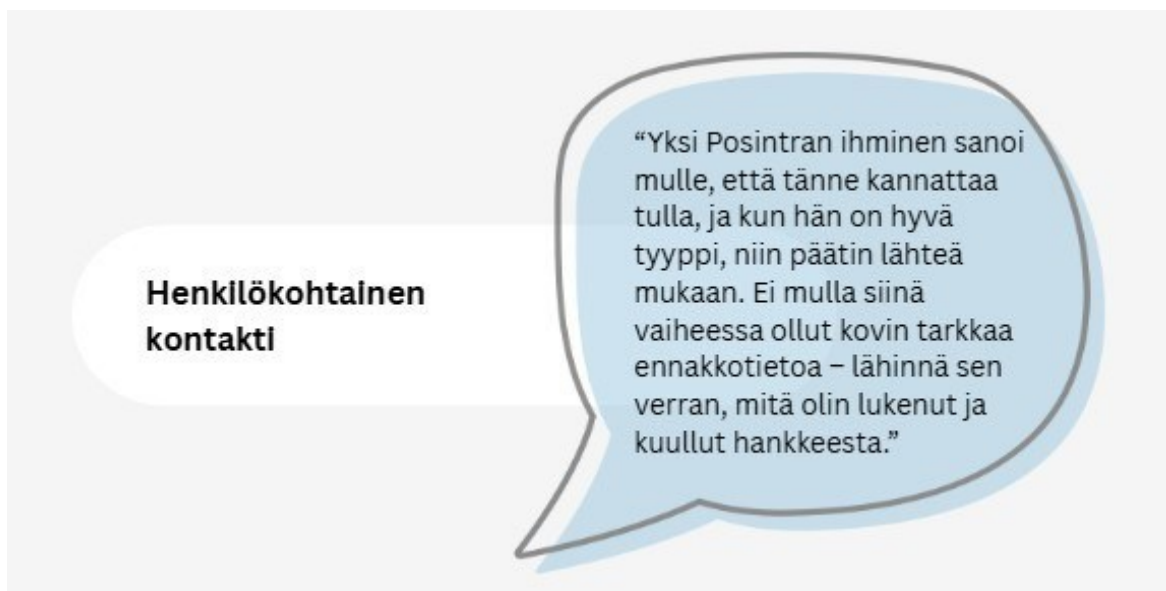 Henkilökohtainen
kontakti
“Yksi Posintran ihminen sanoi
mulle, että tänne kannattaa
tulla, ja kun hän on hyvä
tyyppi, niin päätin lähteä
mukaan. Ei mulla siinä
vaiheessa ollut kovin tarkkaa
ennakkotietoa – lähinnä sen
verran, mitä olin lukenut ja
kuullut hankkeesta.”